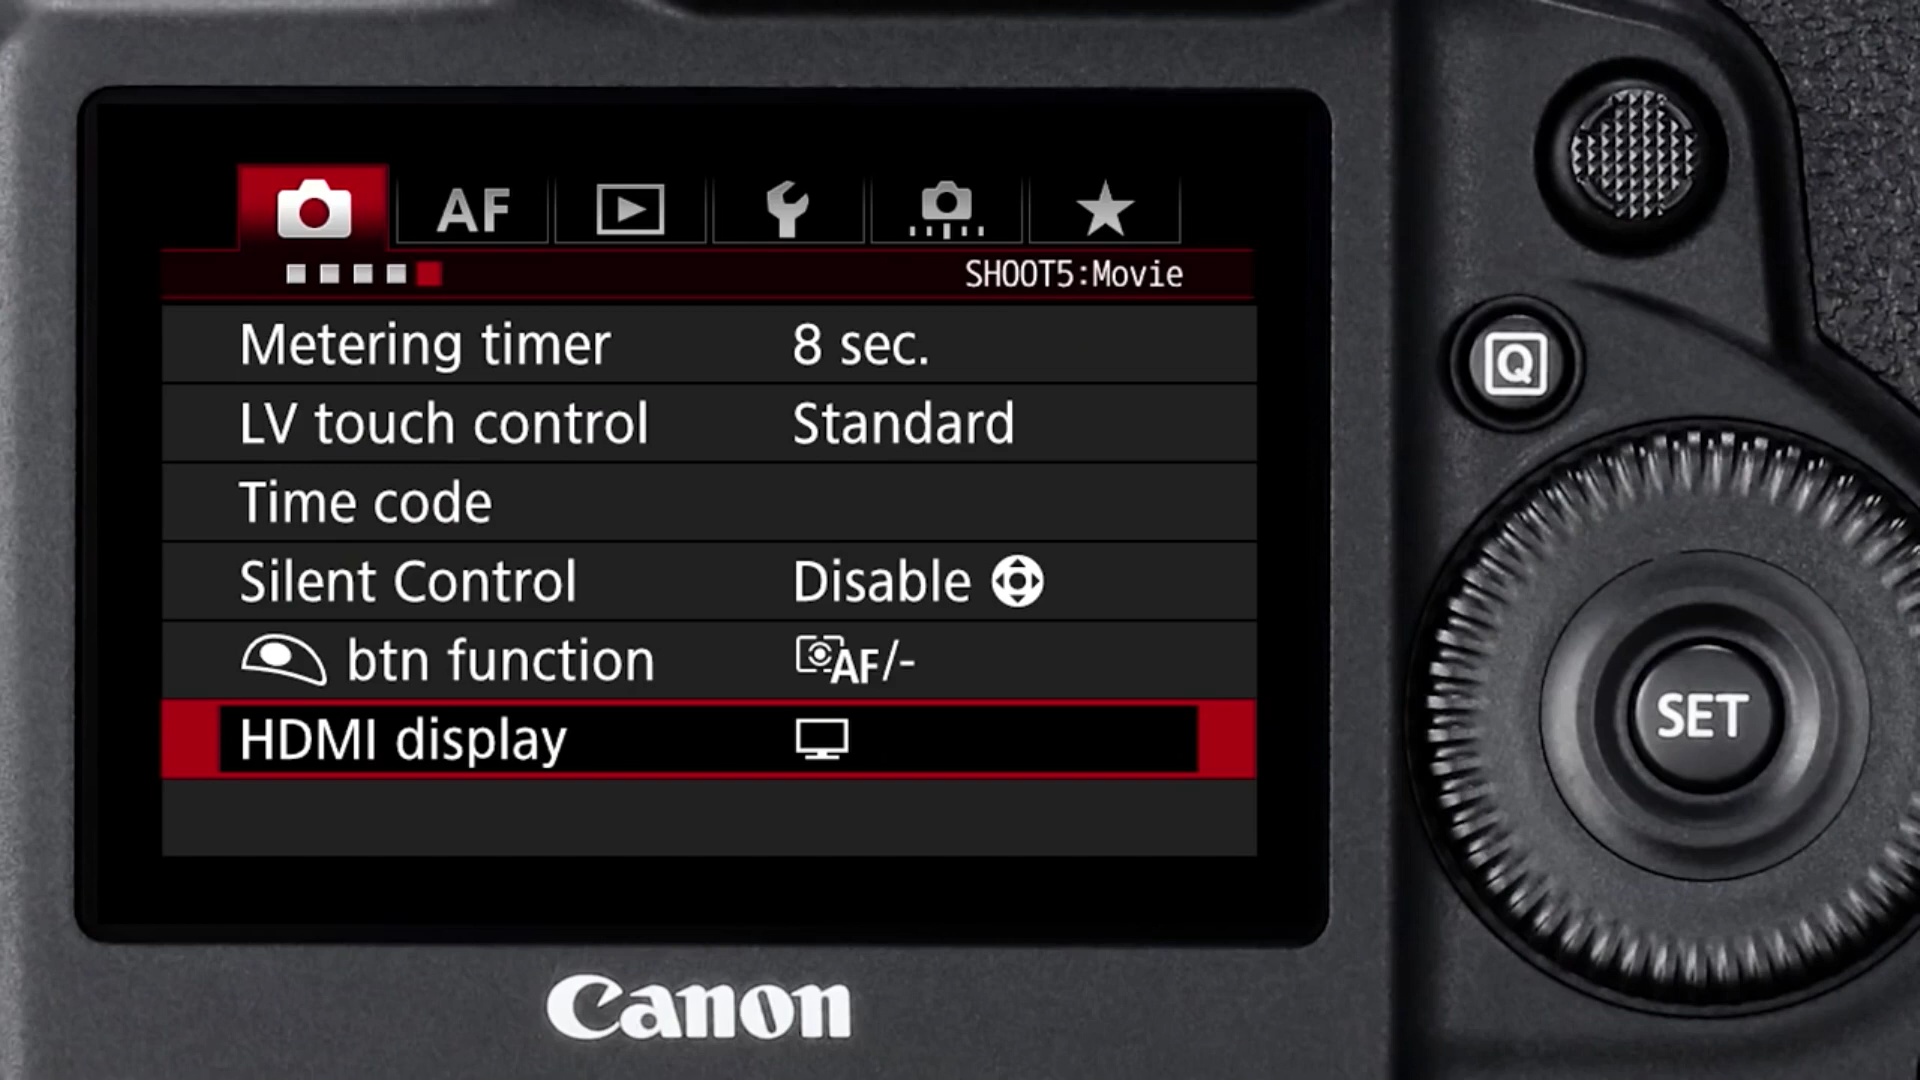 AF
SHOOT5:Movie
Metering timer 8 sec.
LV touch control Standard
Time code
Silent Control Disable
btn function AF/-
HDMI display
Q
SET
Canon